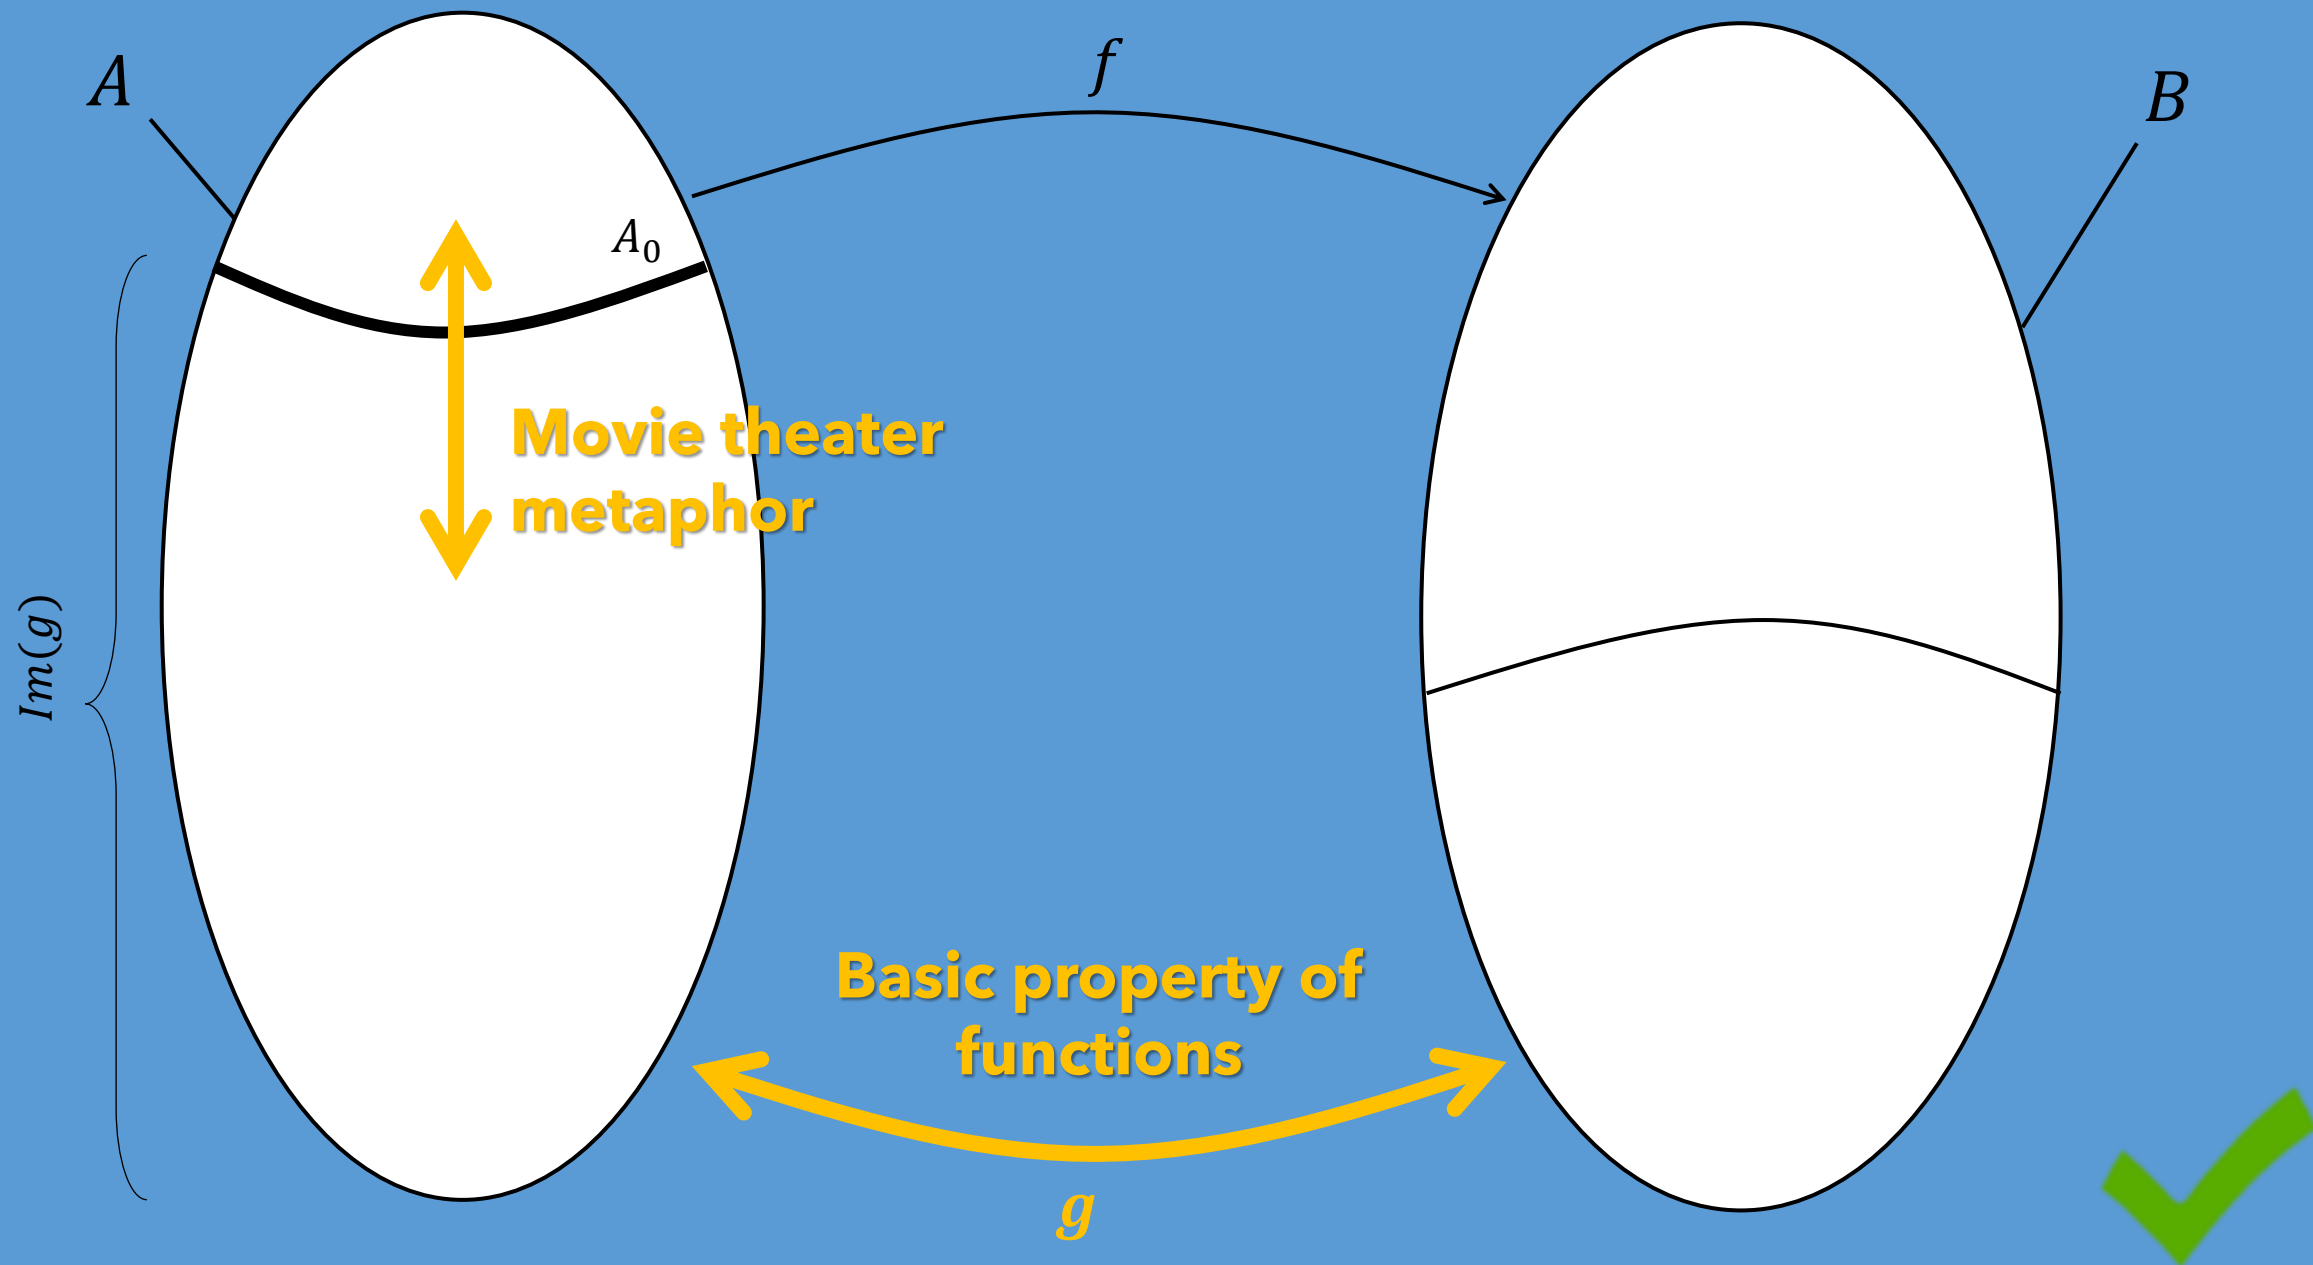 A
f
B
A₀
Movie theater
metaphor
Im(g)
Basic property of
functions
g